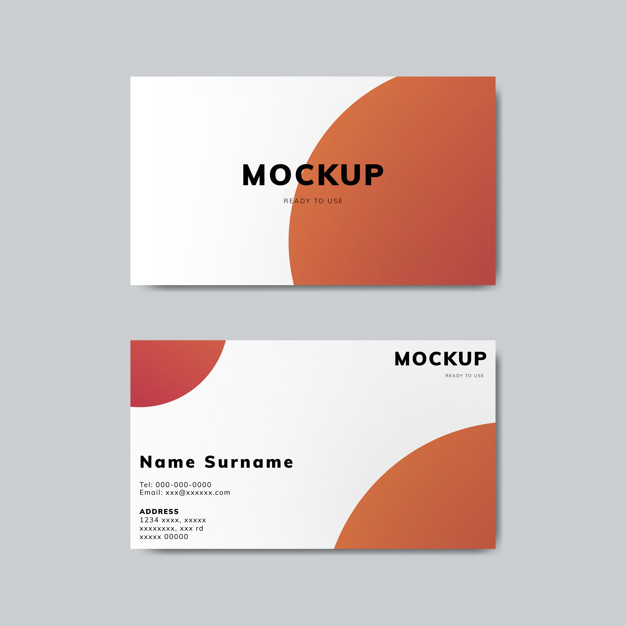 MOCKUP
READY TO USE
MOCKUP
READY TO USE
Name Surname
Tel: 000-000-0000
Email: xxx@xxxxxx.com
ADDRESS
1234 xxxx, xxxxx
xxxxxxxx, xxx rd
xxxxx 00000